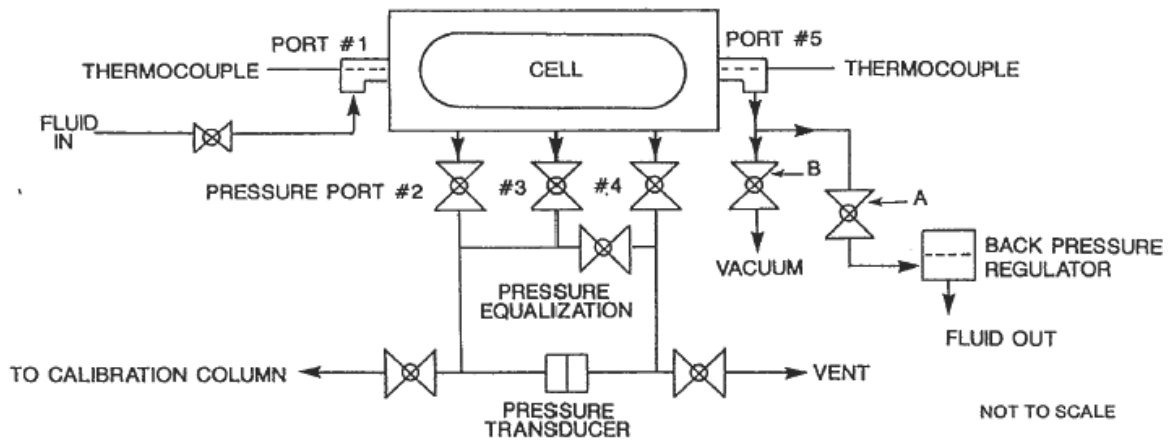 PORT #1
CELL
PORT #5
THERMOCOUPLE
THERMOCOUPLE
FLUID
IN
PRESSURE PORT #2
#3
#4
B
A
VACUUM
BACK PRESSURE
REGULATOR
PRESSURE
EQUALIZATION
FLUID OUT
TO CALIBRATION COLUMN
VENT
PRESSURE
TRANSDUCER
NOT TO SCALE